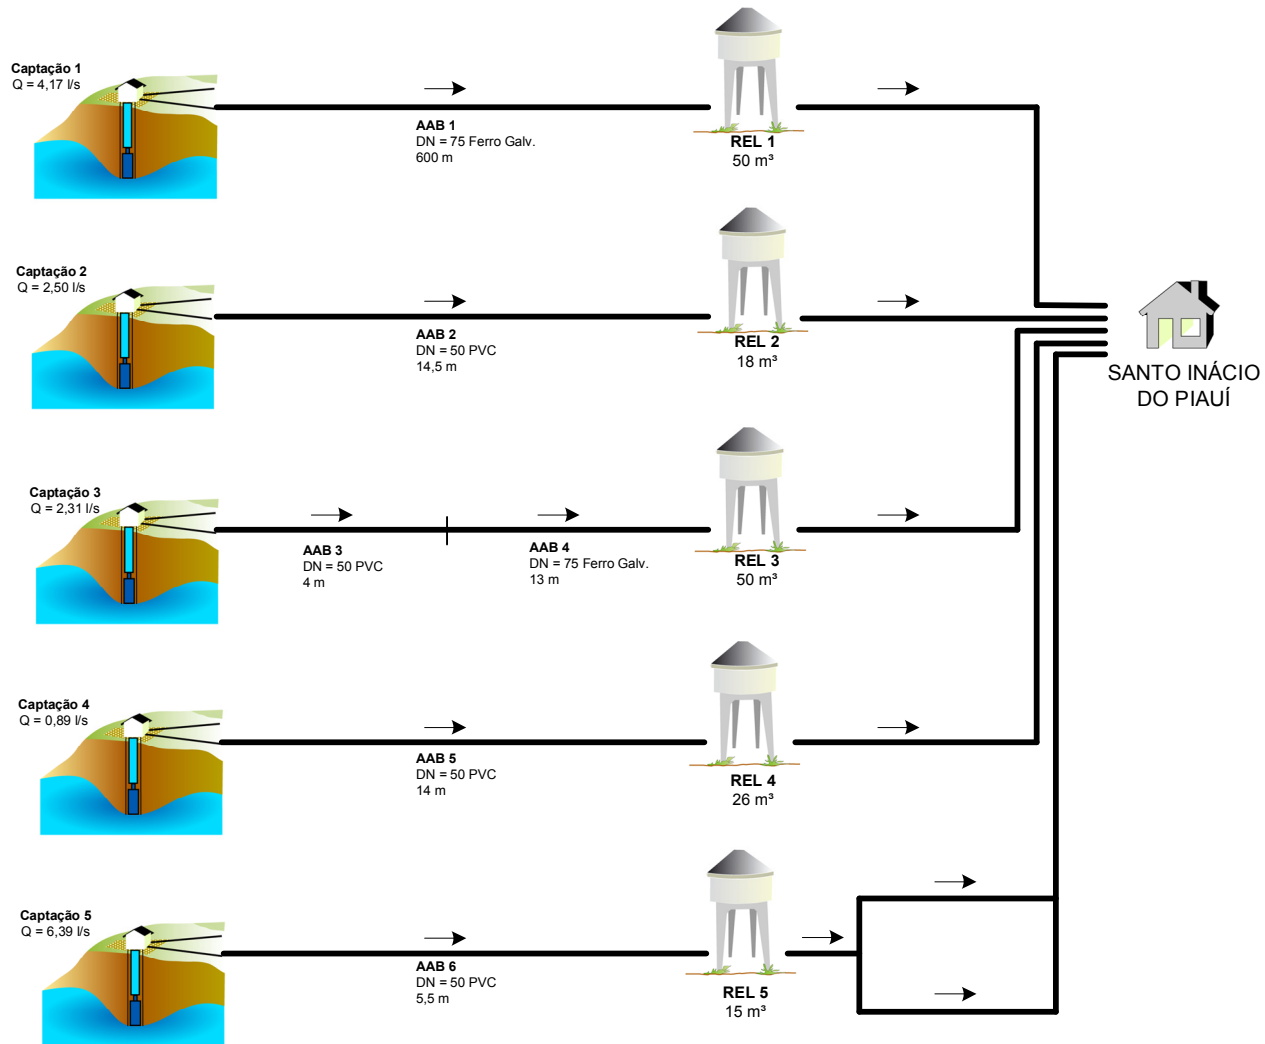 Captação 1
Q = 4,17 l/s
AAB 1
DN = 75 Ferro Galv.
600 m
REL 1
50 m³
Captação 2
Q = 2,50 l/s
AAB 2
DN = 50 PVC
14,5 m
REL 2
18 m³
SANTO INÁCIO
DO PIAUÍ
Captação 3
Q = 2,31 l/s
AAB 3
DN = 50 PVC
4 m
AAB 4
DN = 75 Ferro Galv.
13 m
REL 3
50 m³
Captação 4
Q = 0,89 l/s
AAB 5
DN = 50 PVC
14 m
REL 4
26 m³
Captação 5
Q = 6,39 l/s
AAB 6
DN = 50 PVC
5,5 m
REL 5
15 m³